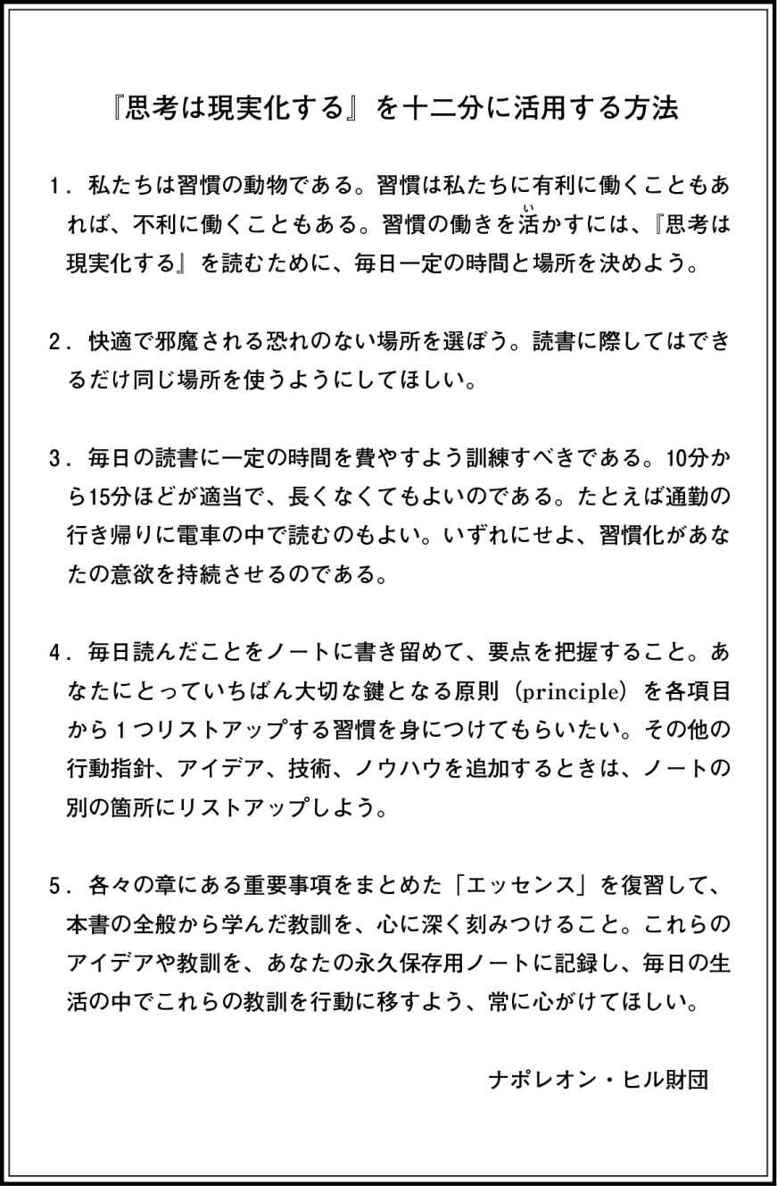 『思考は現実化する』を十二分に活用する方法
1．私たちは習慣の動物である。習慣は私たちに有利に働くこともあ
れば、不利に働くこともある。習慣の働きを活かすには、『思考は
現実化する』を読むために、毎日一定の時間と場所を決めよう。
2．快適で邪魔される恐れのない場所を選ぼう。読書に際してはでき
るだけ同じ場所を使うようにしてほしい。
3．毎日の読書に一定の時間を費やすよう訓練すべきである。10分か
ら15分ほどが適当で、長くなくてもよいのである。たとえば通勤の
行き帰りに電車の中で読むのもよい。いずれにせよ、習慣化があな
たの意欲を持続させるのである。
4．毎日読んだことをノートに書き留めて、要点を把握すること。あ
なたにとっていちばん大切な鍵となる原則（principle）を各項目
から１つリストアップする習慣を身につけてもらいたい。その他の
行動指針、アイデア、技術、ノウハウを追加するときは、ノートの
別の箇所にリストアップしよう。
5．各々の章にある重要事項をまとめた「エッセンス」を復習して、
本書の全般から学んだ教訓を、心に深く刻みつけること。これらの
アイデアや教訓を、あなたの永久保存用ノートに記録し、毎日の生
活の中でこれらの教訓を行動に移すよう、常に心がけてほしい。
ナポレオン・ヒル財団